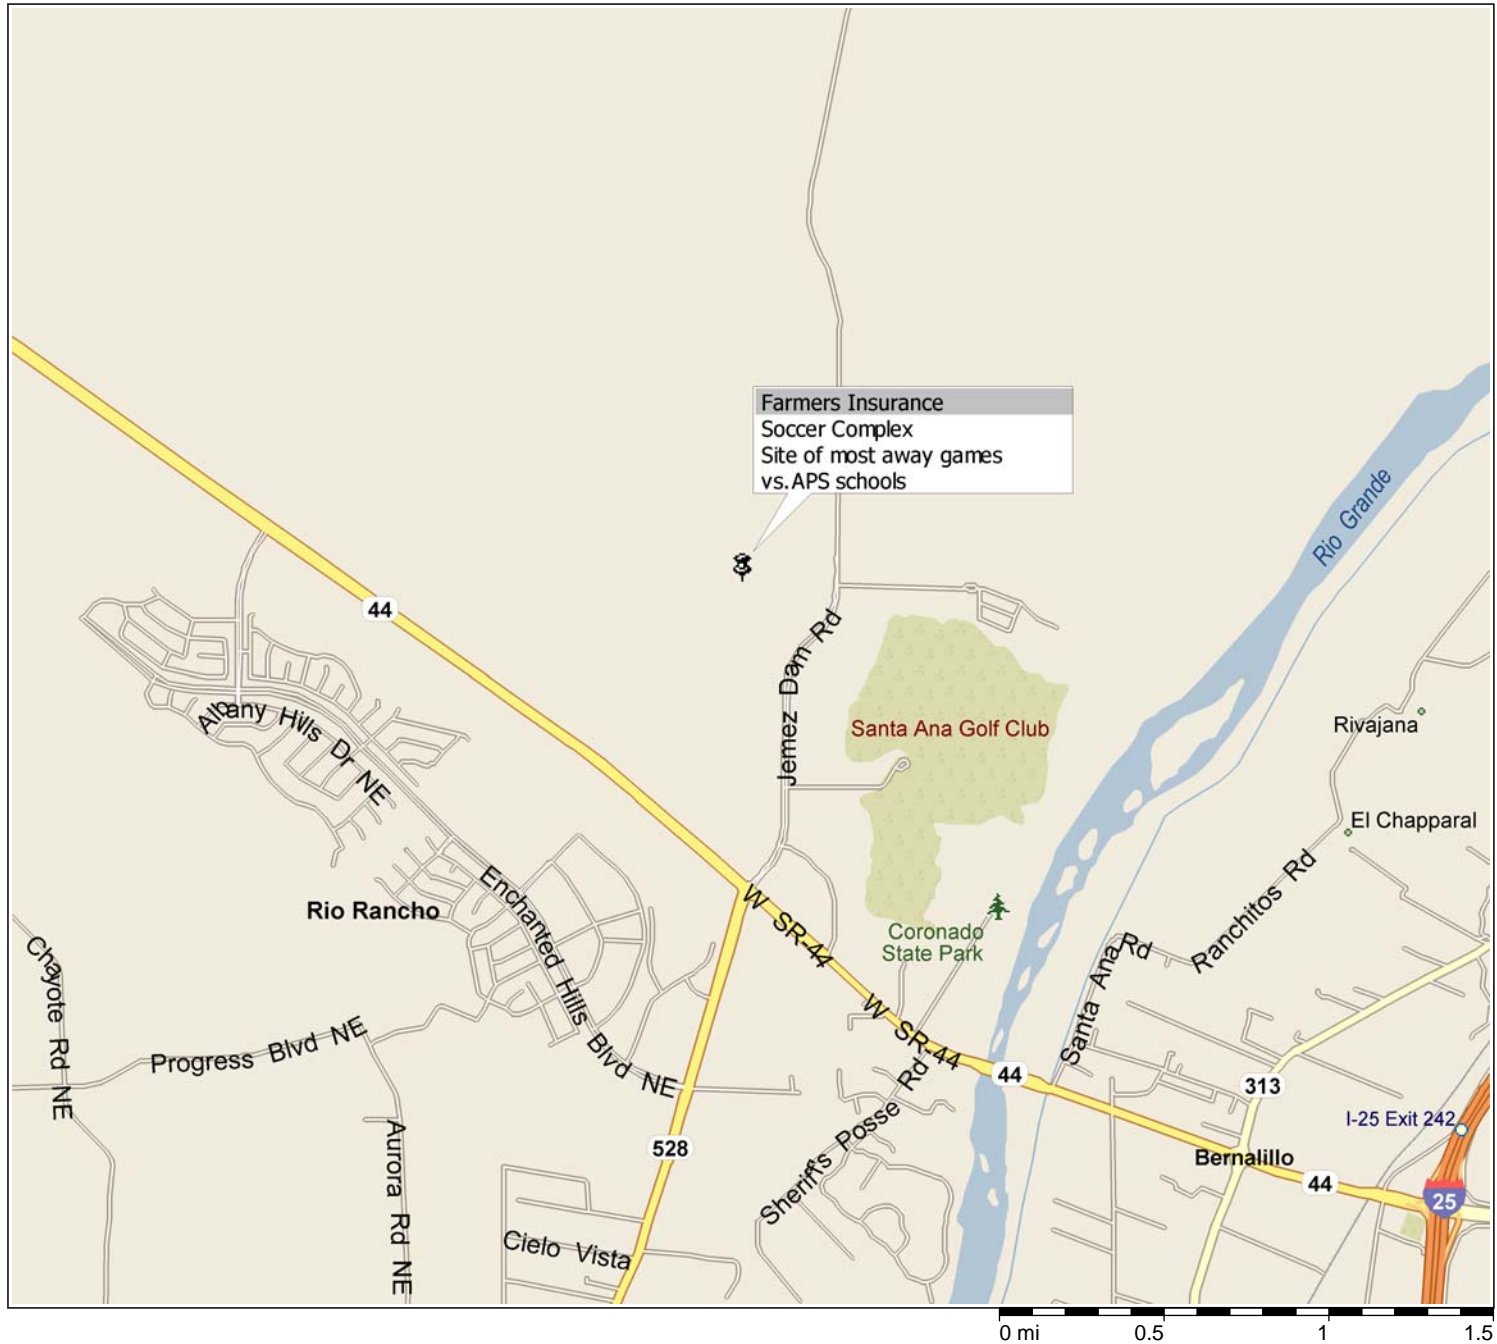 Farmers Insurance
Soccer Complex
Site of most away games
vs. APS schools
Rio Grande
44
Jemez Dam Rd
Albany Hills Dr NE
Santa Ana Golf Club
Rivajana
El Chapparal
Enchanted Hills Blvd NE
Rio Rancho
W SR-44
Coronado
State Park
Ranchitos Rd
Santa Ana Rd
Chayote Rd NE
W SR-44
Progress Blvd NE
44
313
Sheriff's Posse Rd
I-25 Exit 242
528
Aurora Rd NE
Bernalillo
44
25
Cielo Vista
0 mi 0.5 1 1.5